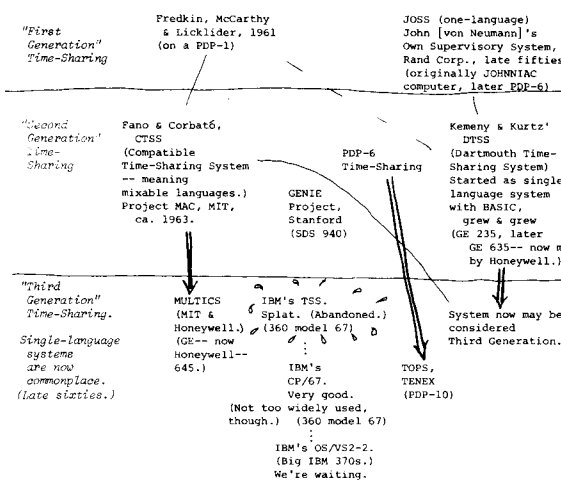 "First
Generation"
Time-Sharing
Fredkin, McCarthy
& Licklider, 1961
(on a PDP-1)
JOSS (one-language)
John [von Neumann]'s
Own Supervisory System,
Rand Corp., late fifties
(originally JOHNNIAC
computer, later PDP-6)
"Second
Generation"
Time-
Sharing
Fano & Corbató,
CTSS
(Compatible
Time-Sharing System
-- meaning
mixable languages.)
Project MAC, MIT,
ca. 1963.
GENIE
Project,
Stanford
(SDS 940)
PDP-6
Time-Sharing
Kemeny & Kurtz'
DTSS
(Dartmouth Time-
Sharing System)
Started as single
language system
with BASIC,
grew & grew
(GE 235, later
GE 635-- now m
by Honeywell.)
"Third
Generation"
Time-Sharing.
Single-language
systems
are now
commonplace.
(Late sixties.)
MULTICS
(MIT &
Honeywell.)
(GE-- now
Honeywell--
645.)
IBM's TSS.
Splat. (Abandoned.)
(360 model 67)
IBM's
CP/67.
Very good.
(Not too widely used,
though.) (360 model 67)
IBM's OS/VS2-2.
(Big IBM 370s.)
We're waiting.
TOPS,
TENEX
(PDP-10)
System now may be
considered
Third Generation.